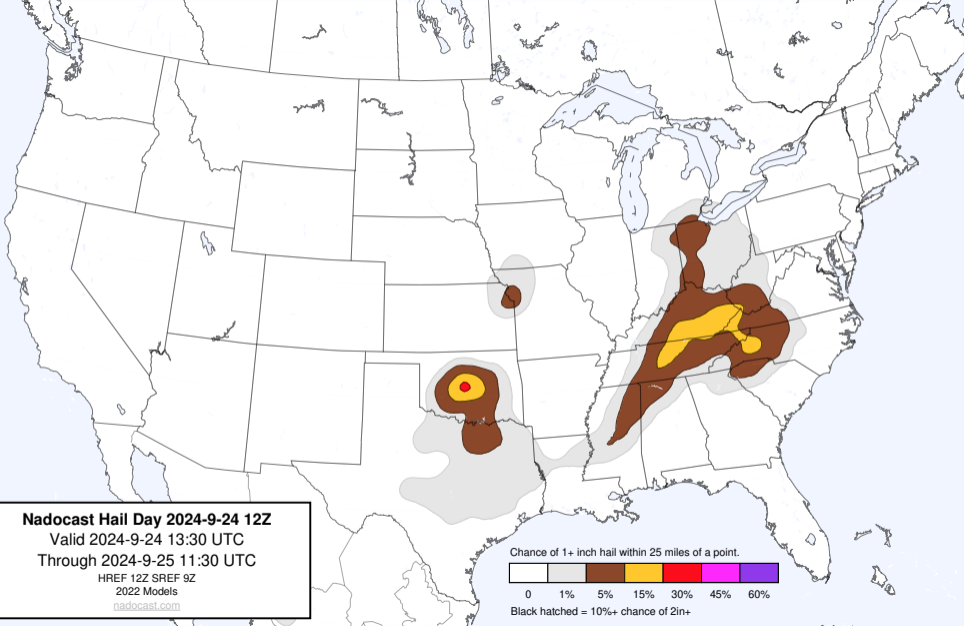 Nadocast Hail Day 2024-9-24 12Z
Valid 2024-9-24 13:30 UTC
Through 2024-9-25 11:30 UTC
HREF 12Z SREF 9Z
2022 Models
nadocast.com
Chance of 1+ inch hail within 25 miles of a point.
0 1% 5% 15% 30% 45% 60%
Black hatched = 10%+ chance of 2in+